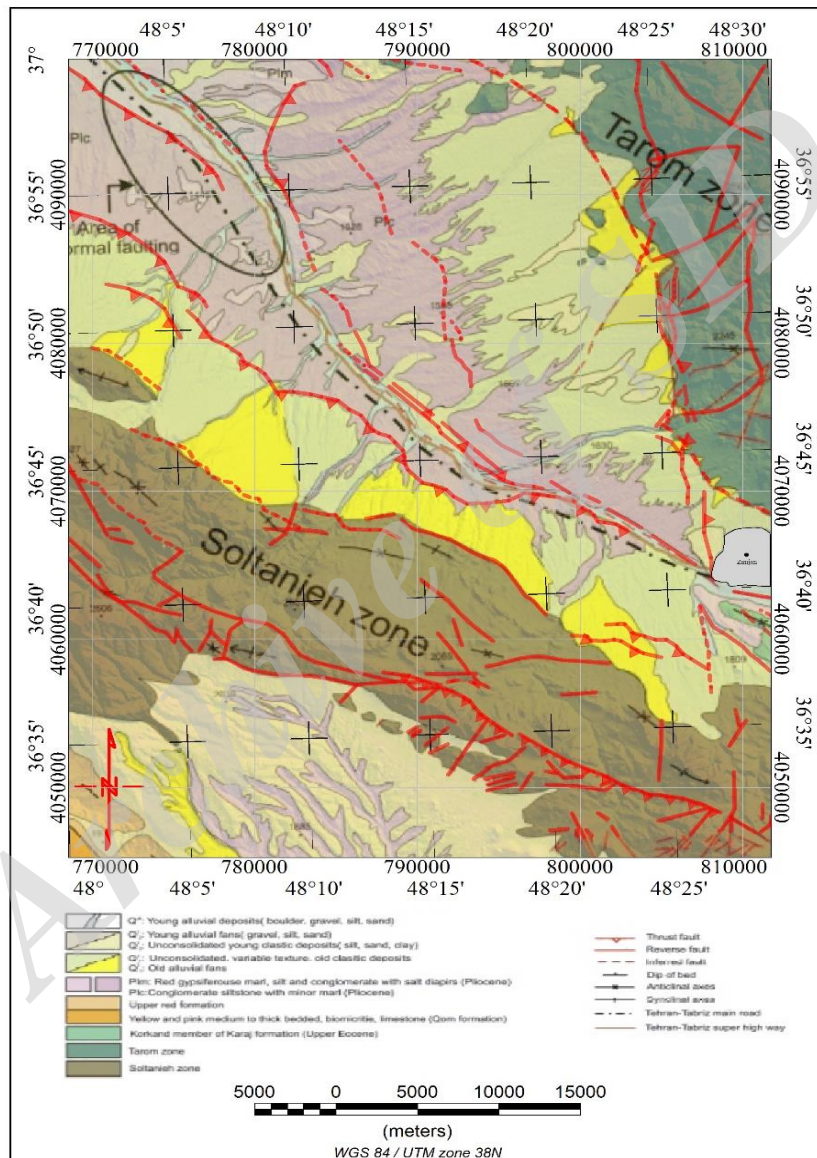 48°5' 48°10' 48°15' 48°20' 48°25'
770000 780000 790000 800000 810000
37°
36°55'
4090000
36°50'
4080000
36°45'
4070000
36°40'
4060000
36°35'
4050000
36°55'
4090000
36°50'
4080000
36°45'
4070000
36°40'
4060000
36°35'
4050000
Plm
Plc
Tarom zone
Area of
ormal faulting
Plc
Soltanieh zone
Zanjan
1809
770000 780000 790000 800000 810000
48° 48°5' 48°10' 48°15' 48°20' 48°25'
Young alluvial deposits( boulder, gravel, silt, sand)
Young alluvial fans( gravel, silt, sand)
Unconsolidated young clastic deposits( silt, sand, clay)
Unconsolidated, variable texture, old clasitic deposits
Old alluvial fans
Plm: Red gypsiferouse marl, silt and conglomerate with salt diapirs (Pliocene)
Plc:Conglomerate siltstone with minor marl (Pliocene)
Upper red formation
Yellow and pink medium to thick bedded, biomicritie, limestone (Qom formation)
Korkand member of Karaj formation (Upper Eocene)
Tarom zone
Soltanieh zone
Thrust fault
Reverse fault
Inferred fault
Dip of bed
Anticlinal axes
Synclinal axes
Tehran-Tabriz main road
Tehran-Tabriz super high way
5000 0 5000 10000 15000
(meters)
WGS 84 / UTM zone 38N
Archive of SID